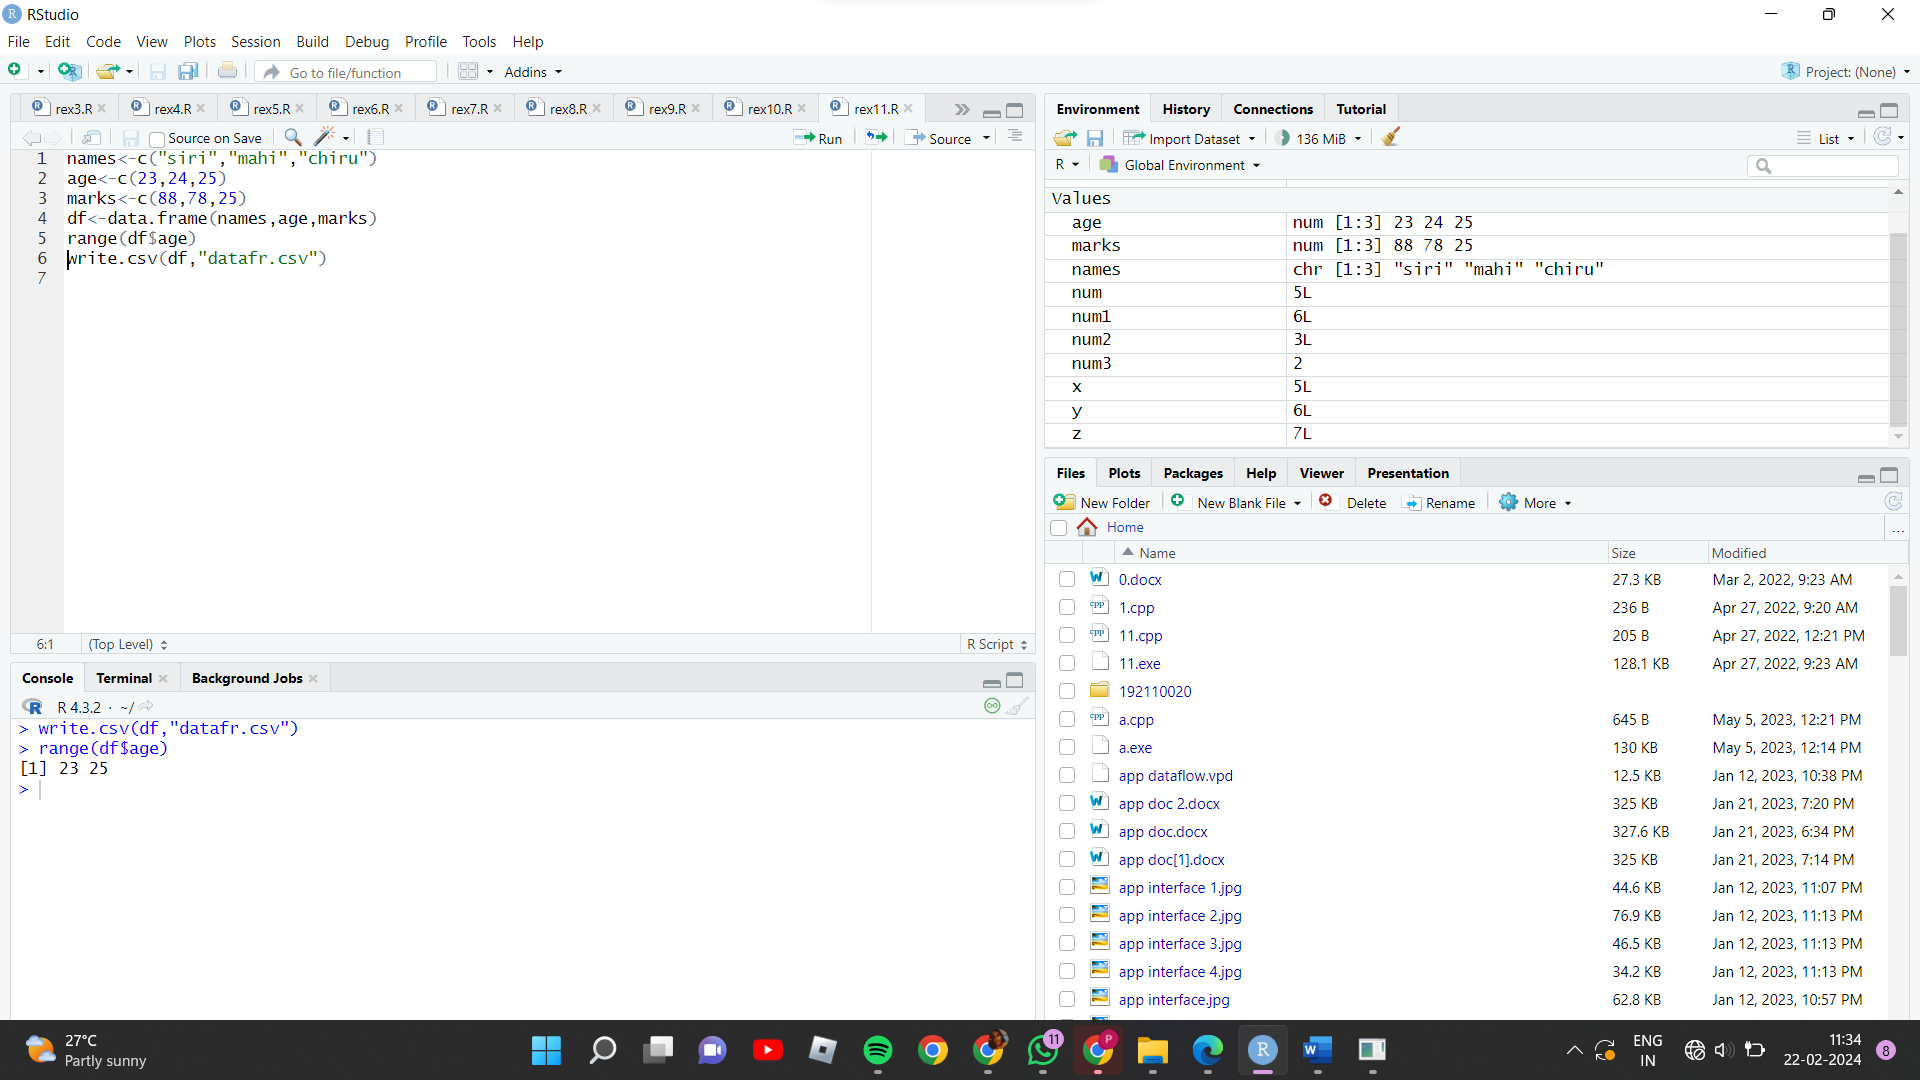 RStudio
File Edit Code View Plots Session Build Debug Profile Tools Help
Go to file/function Addins Project: (None)
rex3.R rex4.R rex5.R rex6.R rex7.R rex8.R rex9.R rex10.R rex11.R
Source on Save Run Source
1 names<-c("siri","mahi","chiru")
2 age<-c(23,24,25)
3 marks<-c(88,78,25)
4 df<-data.frame(names,age,marks)
5 range(df$age)
6 write.csv(df,"datafr.csv")
7
6:1 (Top Level) R Script
Console Terminal Background Jobs
R 4.3.2 · ~/
> write.csv(df,"datafr.csv")
> range(df$age)
[1] 23 25
>
Environment History Connections Tutorial
Import Dataset 136 MiB List
R Global Environment
Values
age num [1:3] 23 24 25
marks num [1:3] 88 78 25
names chr [1:3] "siri" "mahi" "chiru"
num 5L
num1 6L
num2 3L
num3 2
x 5L
y 6L
z 7L
Files Plots Packages Help Viewer Presentation
New Folder New Blank File Delete Rename More
Home ...
Name Size Modified
0.docx 27.3 KB Mar 2, 2022, 9:23 AM
1.cpp 236 B Apr 27, 2022, 9:20 AM
11.cpp 205 B Apr 27, 2022, 12:21 PM
11.exe 128.1 KB Apr 27, 2022, 9:23 AM
192110020
a.cpp 645 B May 5, 2023, 12:21 PM
a.exe 130 KB May 5, 2023, 12:14 PM
app dataflow.vpd 12.5 KB Jan 12, 2023, 10:38 PM
app doc 2.docx 325 KB Jan 21, 2023, 7:20 PM
app doc.docx 327.6 KB Jan 21, 2023, 6:34 PM
app doc[1].docx 325 KB Jan 21, 2023, 7:14 PM
app interface 1.jpg 44.6 KB Jan 12, 2023, 11:07 PM
app interface 2.jpg 76.9 KB Jan 12, 2023, 11:13 PM
app interface 3.jpg 46.5 KB Jan 12, 2023, 11:13 PM
app interface 4.jpg 34.2 KB Jan 12, 2023, 11:13 PM
app interface.jpg 62.8 KB Jan 12, 2023, 10:57 PM
27°C
Partly sunny
11
P
ENG
IN
11:34
22-02-2024
8